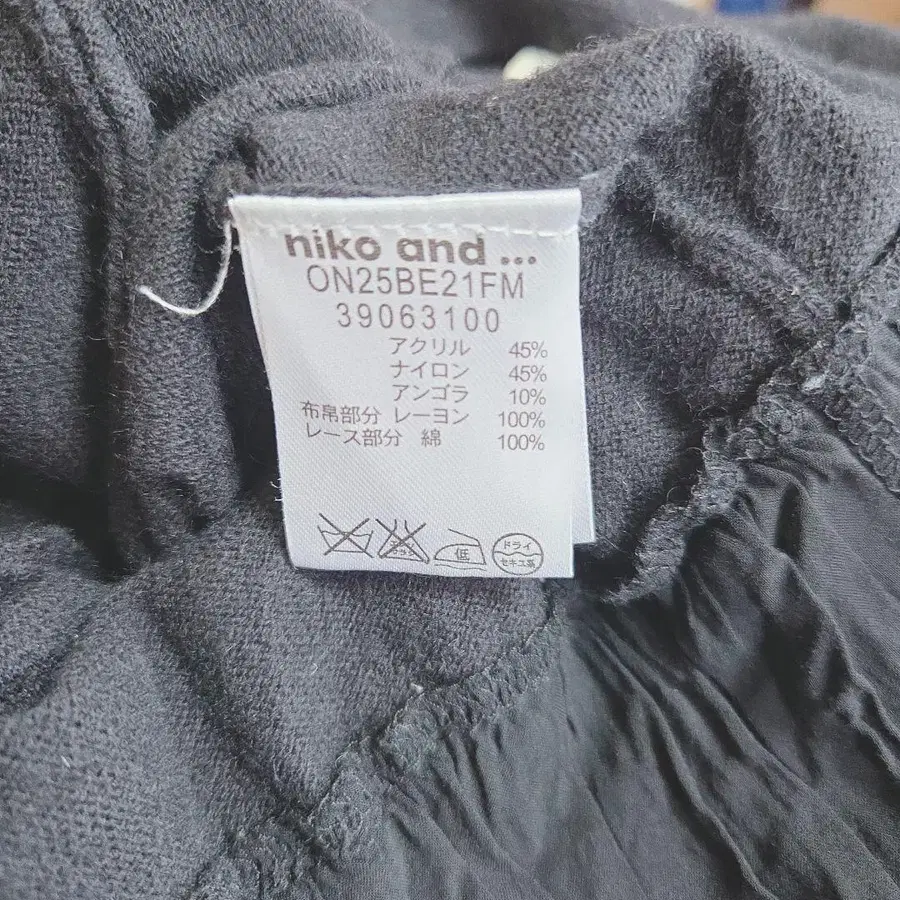 niko and ...
ON25BE21FM
39063100
アクリル 45%
ナイロン 45%
アンゴラ 10%
布帛部分 レーヨン 100%
レース部分 綿 100%
低
ドライ
セキユ系